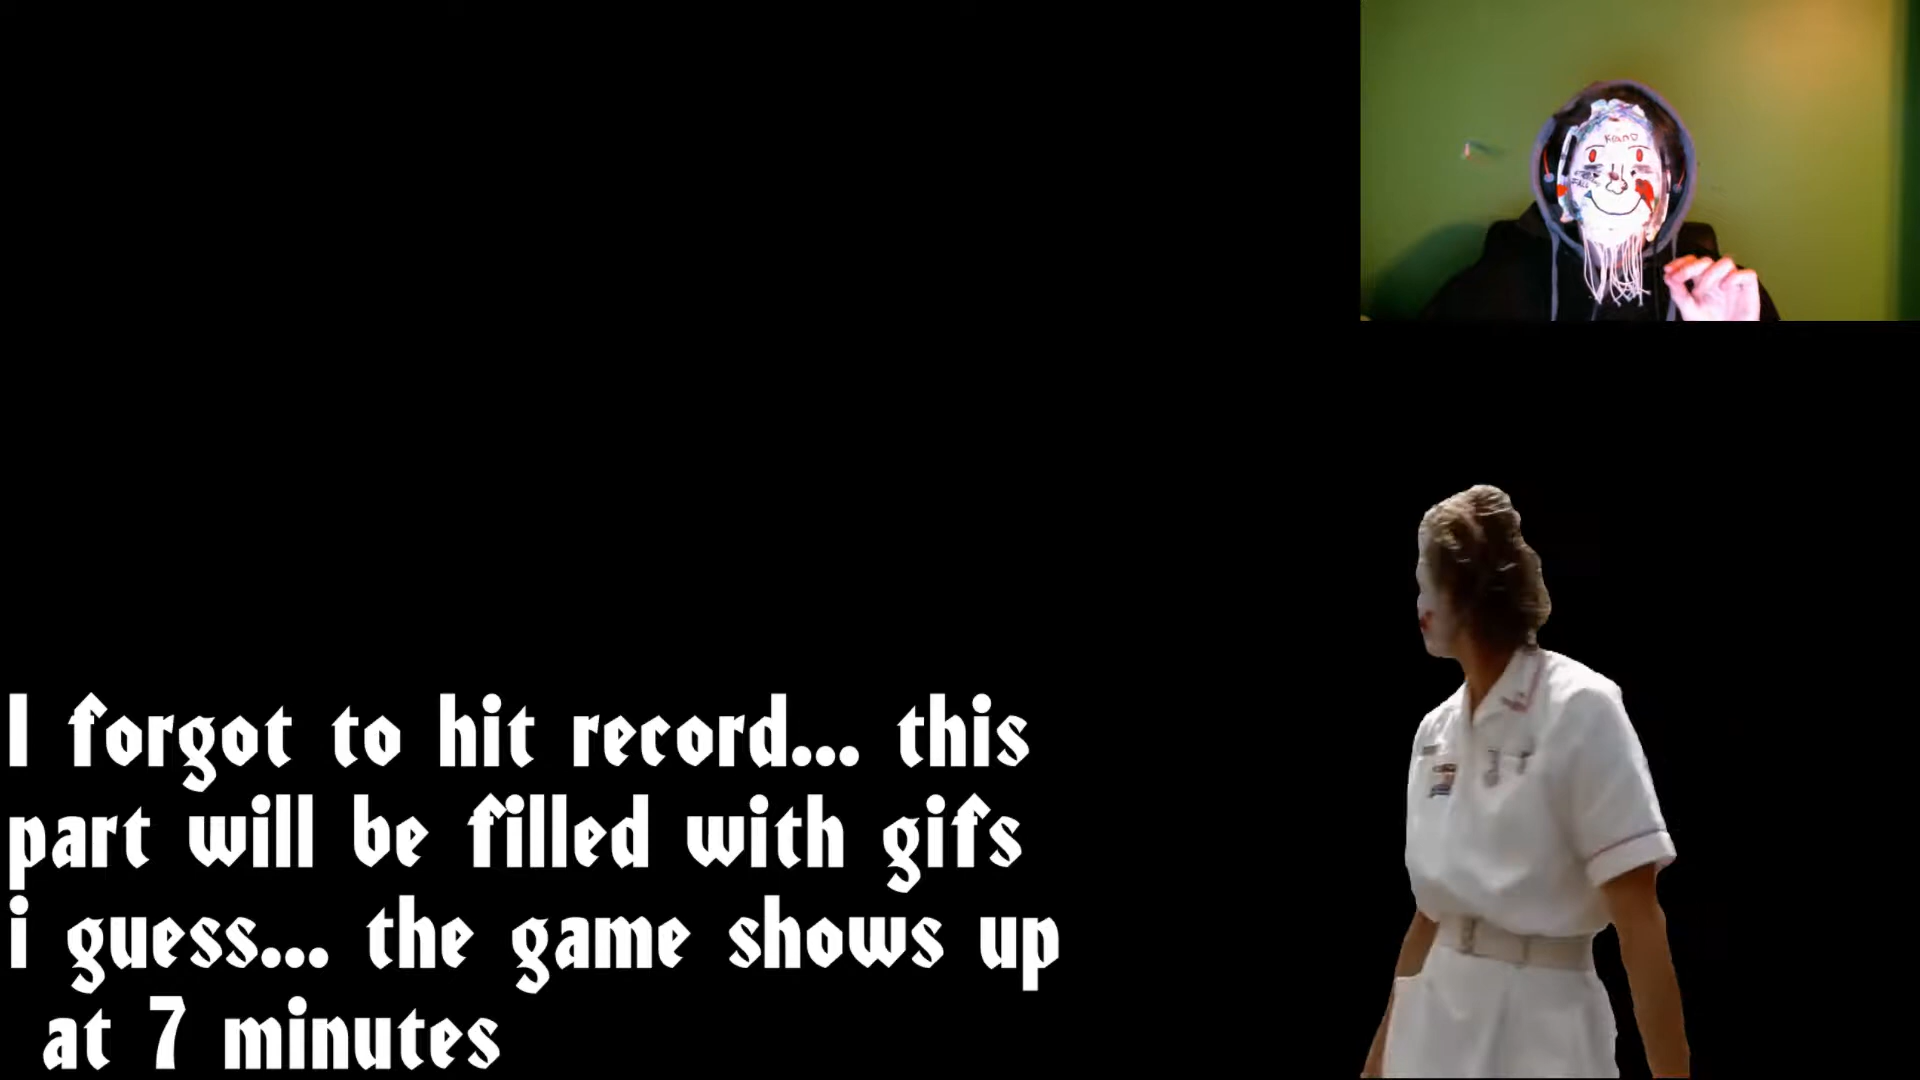 I forgot to hit record... this
part will be filled with gifs
i guess... the game shows up
at 7 minutes